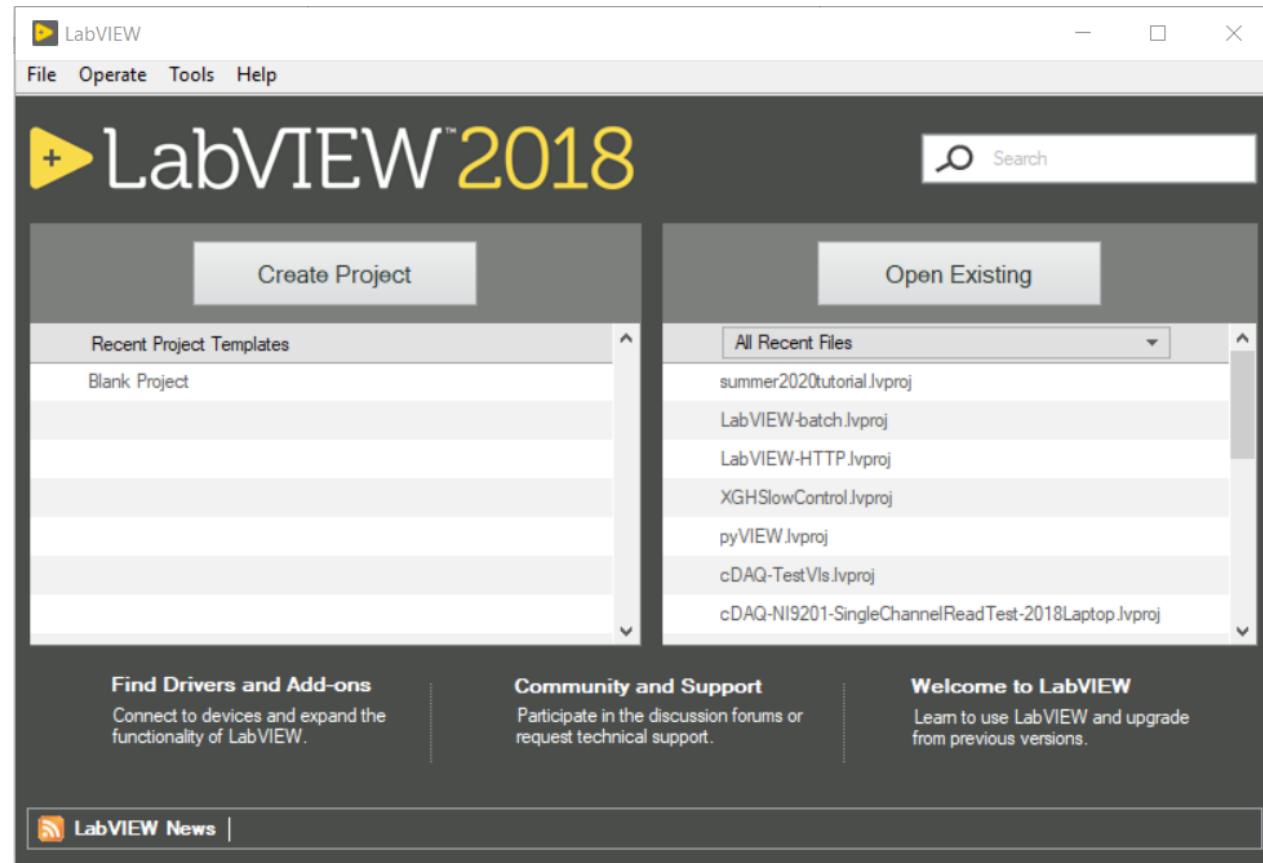 LabVIEW
File Operate Tools Help
LabVIEW™2018
Search
Create Project
Open Existing
Recent Project Templates
All Recent Files
Blank Project
summer2020tutorial.lvproj
LabVIEW-batch.lvproj
LabVIEW-HTTP.lvproj
XGHSlowControl.lvproj
pyVIEW.lvproj
cDAQ-TestVIs.lvproj
cDAQ-NI9201-SingleChannelReadTest-2018Laptop.lvproj
Find Drivers and Add-ons
Connect to devices and expand the
functionality of LabVIEW.
Community and Support
Participate in the discussion forums or
request technical support.
Welcome to LabVIEW
Learn to use LabVIEW and upgrade
from previous versions.
LabVIEW News